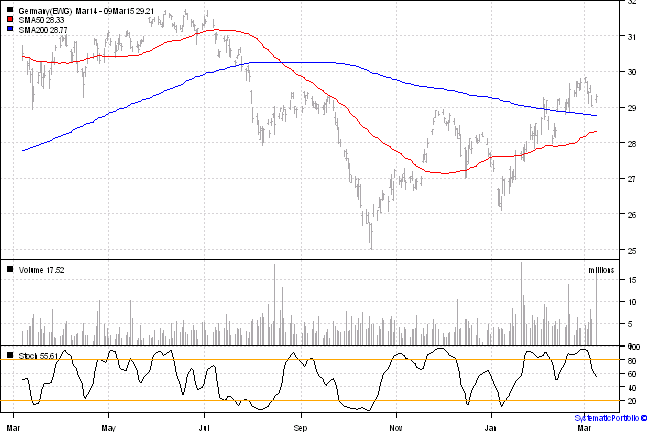 Germany(EWG) Mar14 - 09Mar15 29.21
SMA50 28.33
SMA200 28.77
32
31
30
29
28
27
26
25
Volume 17.52
millions
15
10
5
Stoch 55.61
80
60
40
20
Mar
May
Jul
Sep
Nov
Jan
Mar
SystematicPortfolio ©